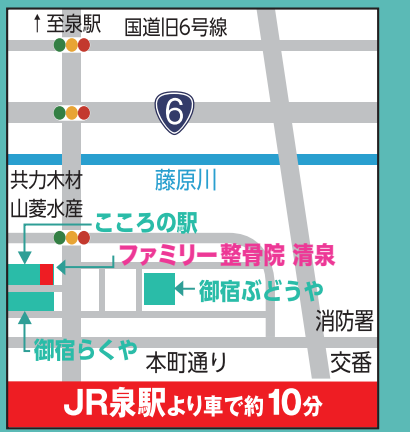 ↑至泉駅
国道旧6号線
6
藤原川
共力木材
山菱水産
こころの駅
ファミリー整骨院 清泉
御宿ぶどうや
消防署
御宿らくや
本町通り
交番
JR泉駅より車で約10分